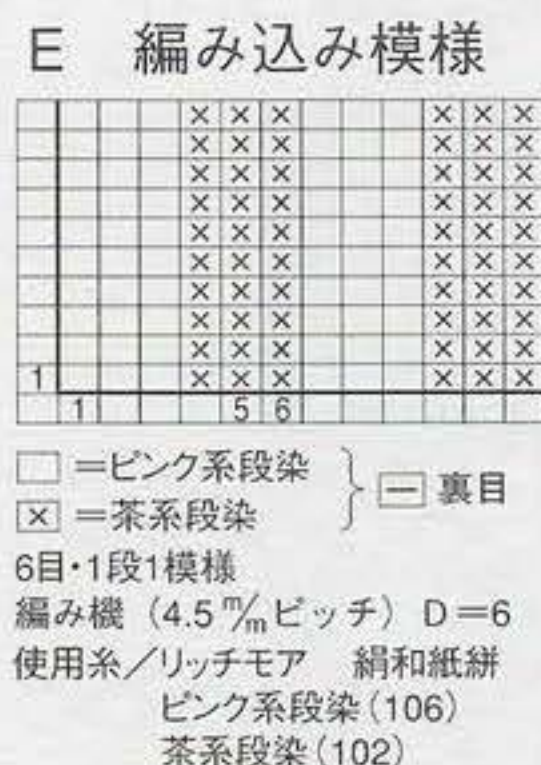 E 編み込み模様
× × × × × ×
× × × × × ×
× × × × × ×
× × × × × ×
× × × × × ×
× × × × × ×
× × × × × ×
× × × × × ×
× × × × × ×
1 × × × × × ×
1 5 6
□=ピンク系段染
⊠=茶系段染
} ⊟ 裏目
6目・1段1模様
編み機 (4.5㎜ピッチ) D=6
使用糸/リッチモア 絹和紙絣
ピンク系段染(106)
茶系段染(102)